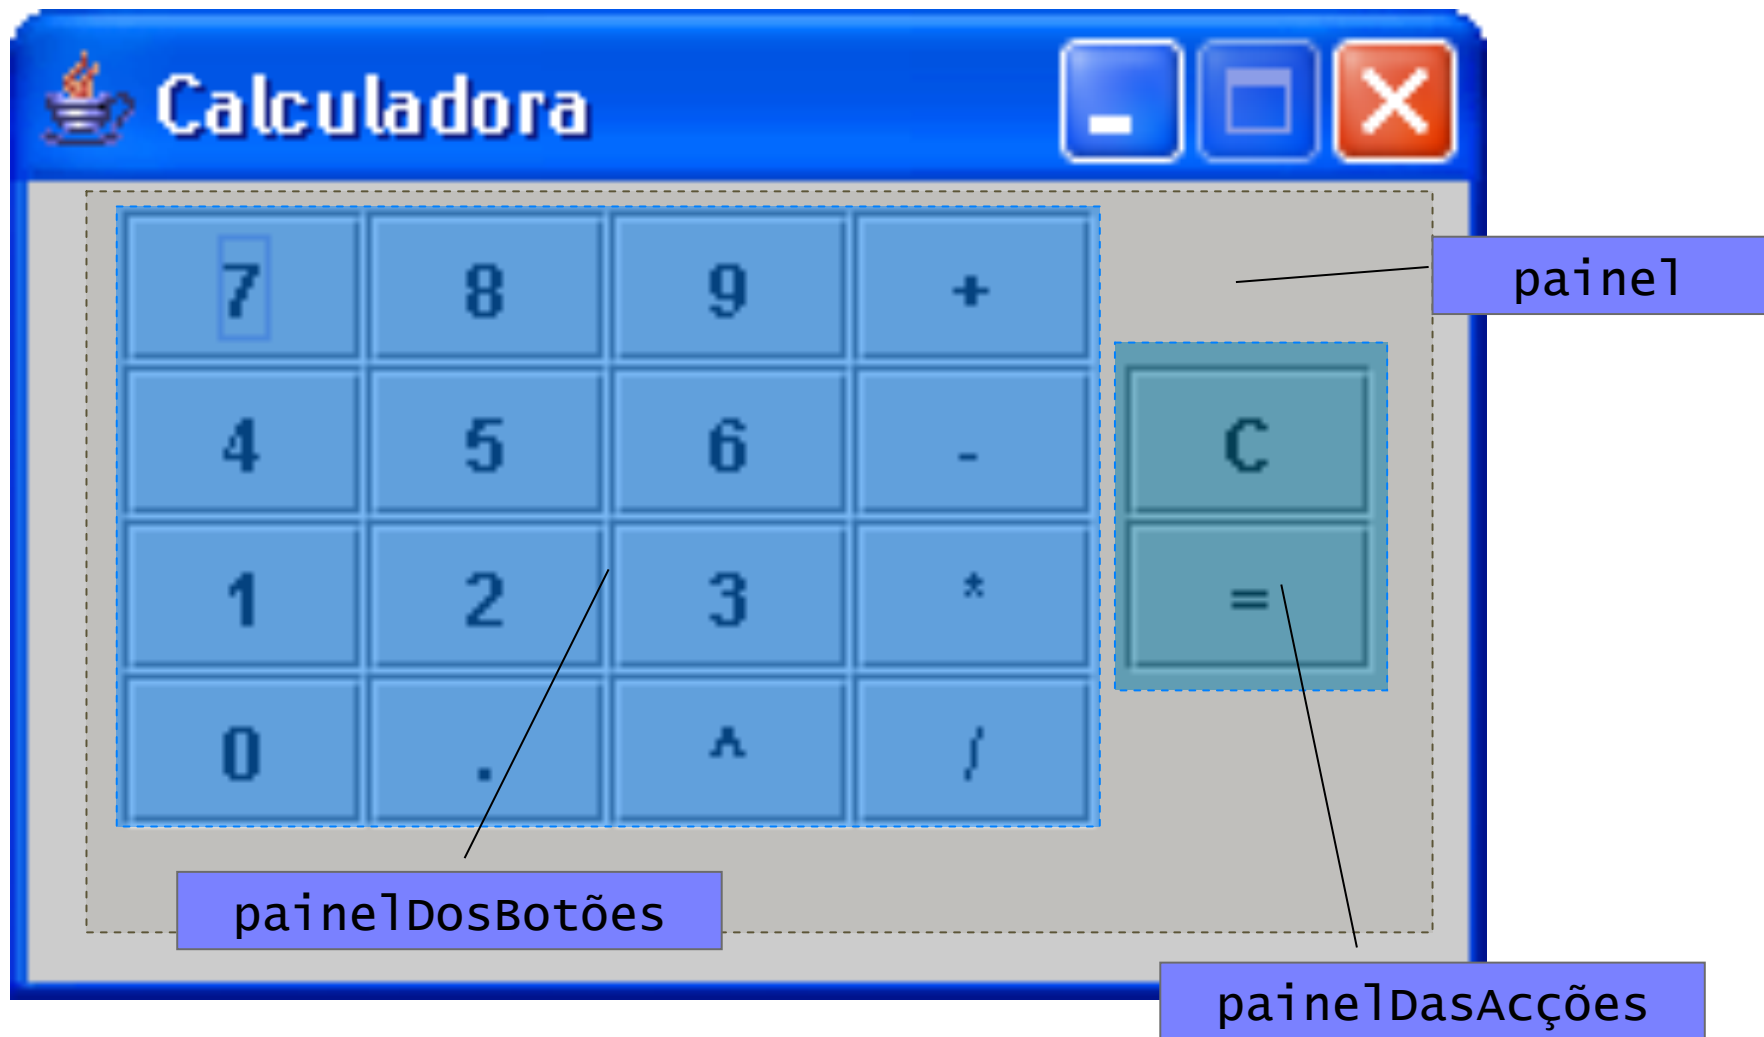 Calculadora
7 8 9 +
painel
4 5 6 - C
1 2 3 * =
0 . ^ /
painelDosBotões
painelDasAcções